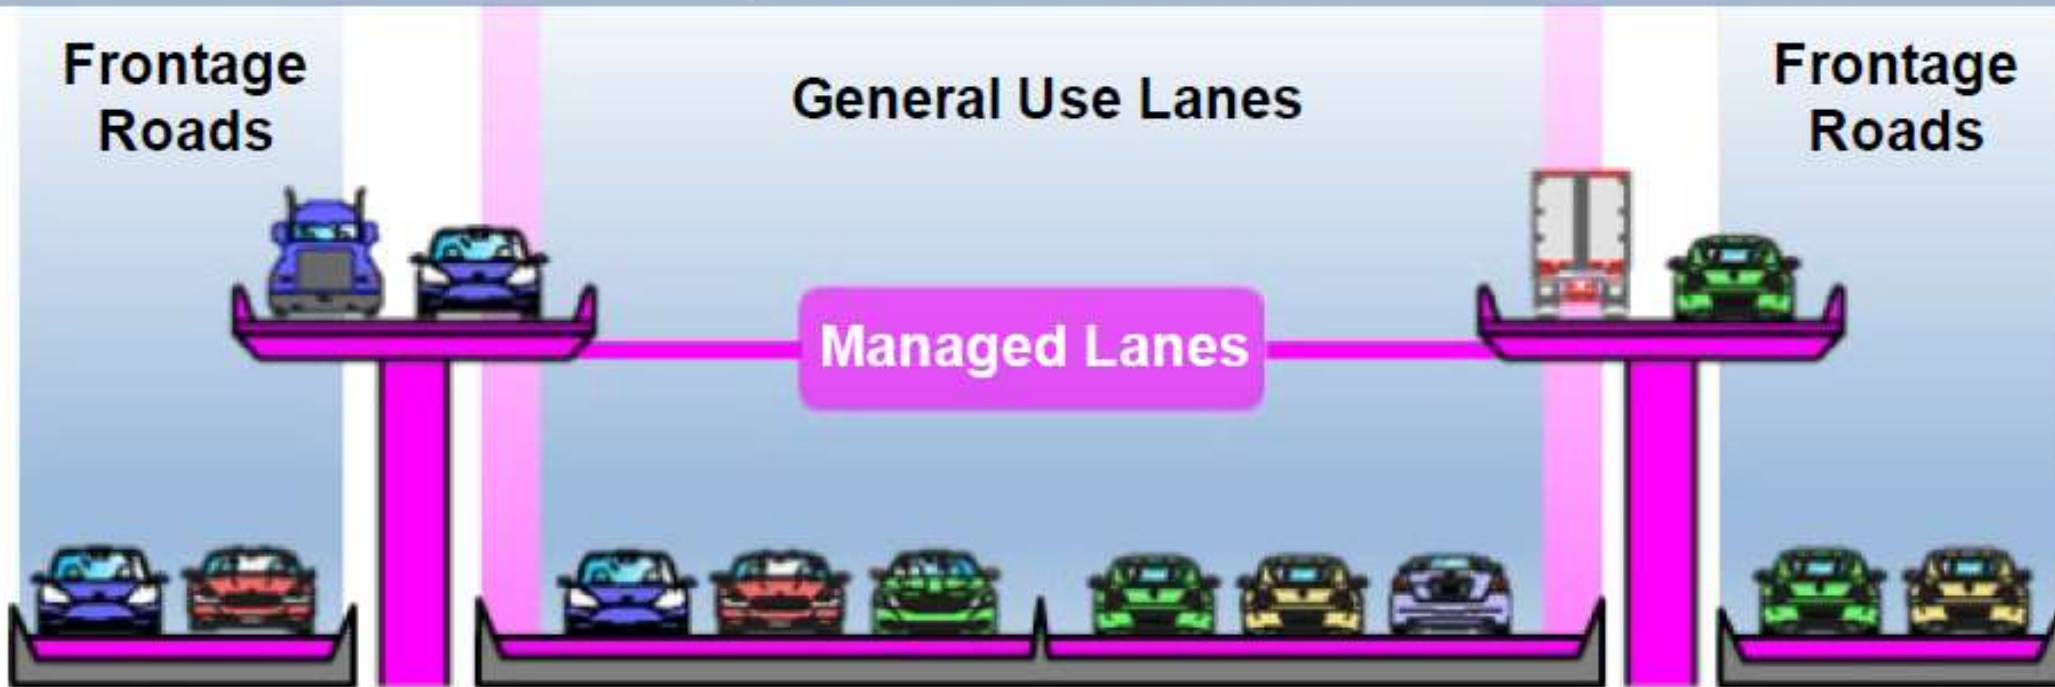 Frontage
Roads
General Use Lanes
Frontage
Roads
Managed Lanes